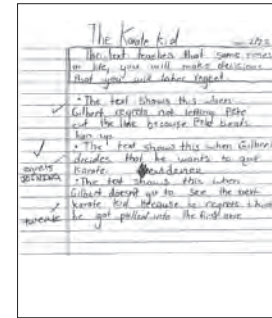 The Karate Kid
The text teaches that some times
in life, you will make decisions
that you will later regret.
• The text shows this when
Gilbert regrets not letting Pete
cut the line because Pete beats
him up.
• The text shows this when Gilbert
decides that he wants to quit
karate.
• The text shows this when
Gilbert doesn't go to see the next
karate kid because he regrets
he got pulled into the first one